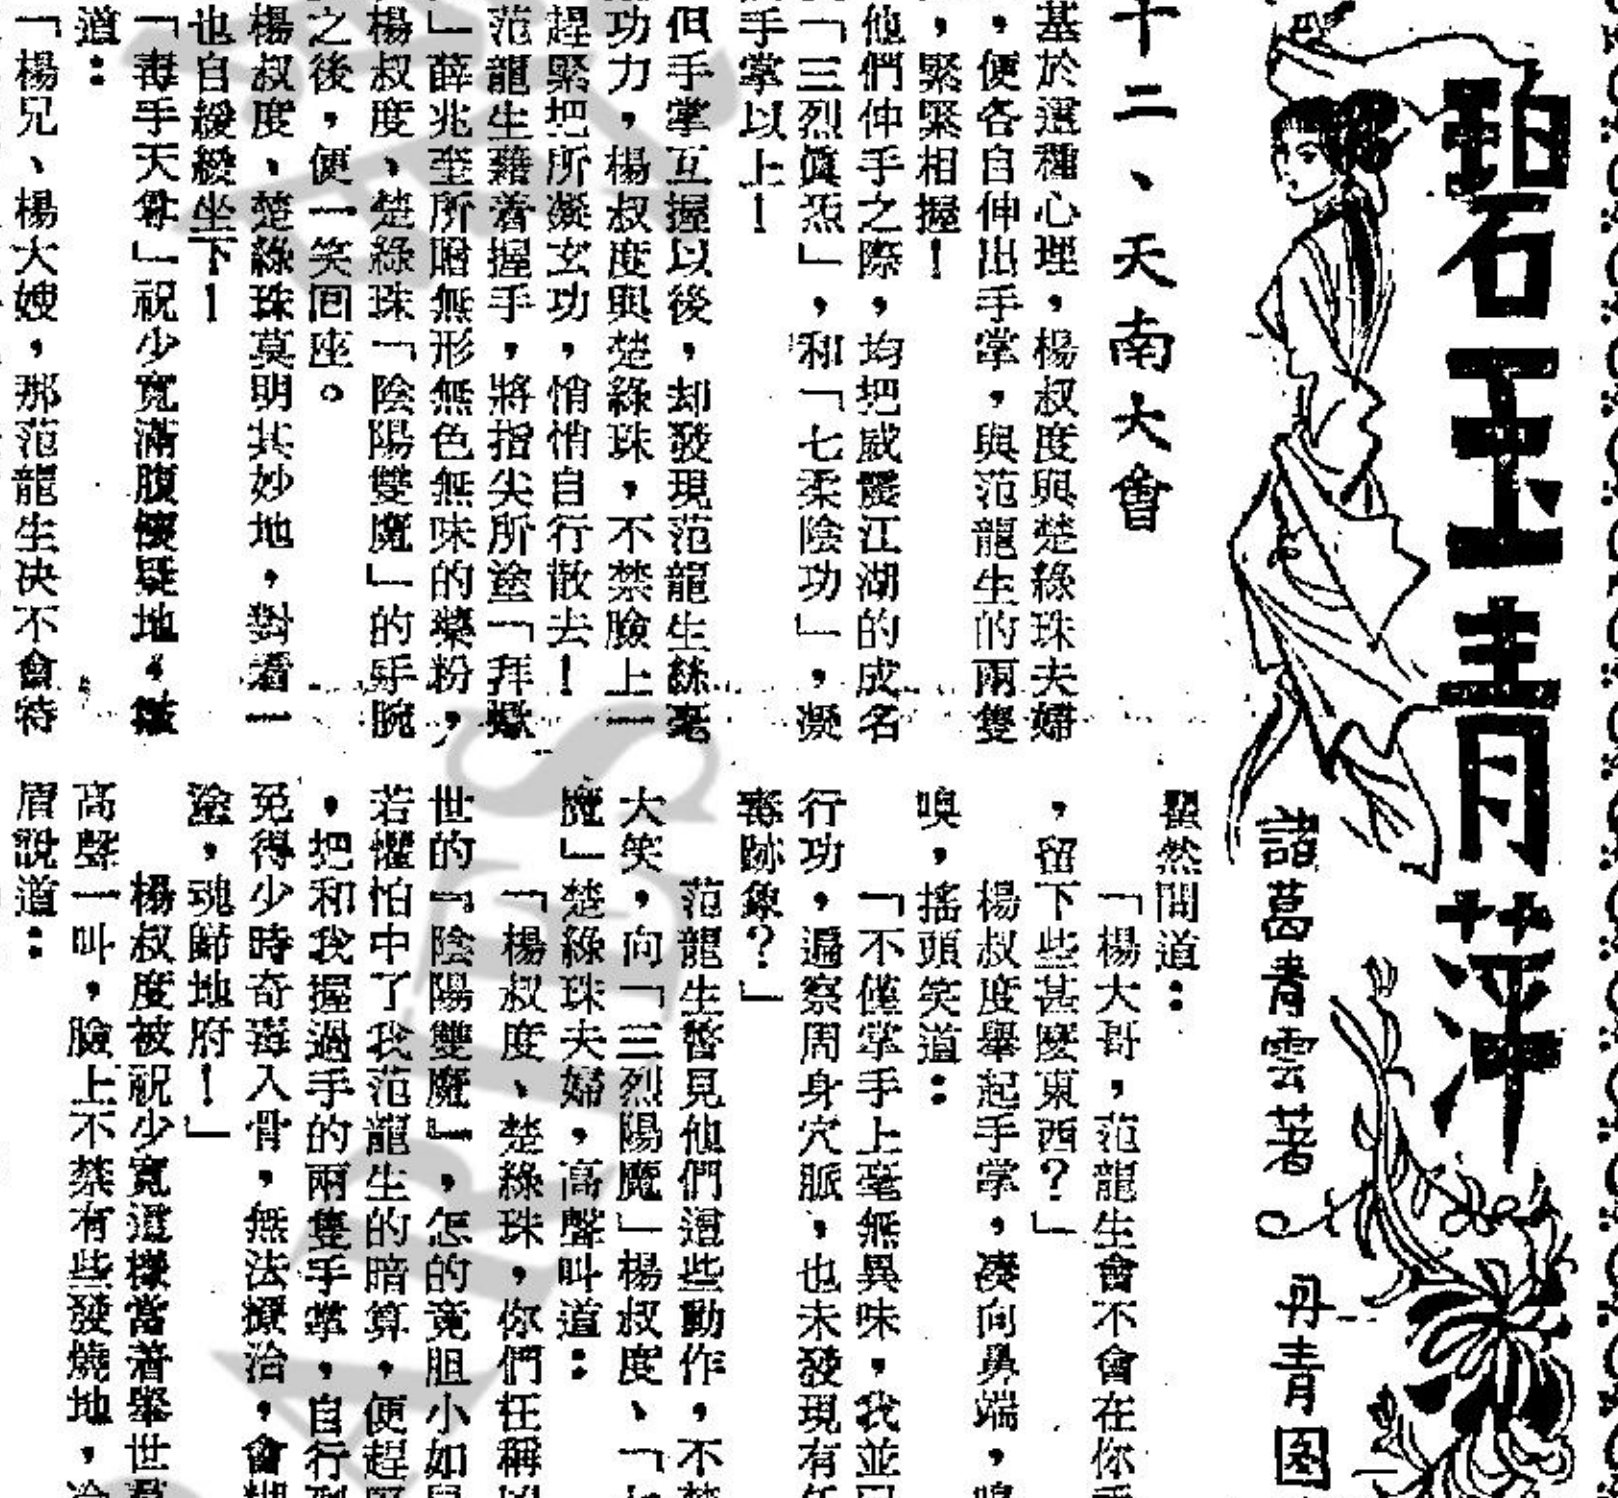 碧玉青萍
諸葛青雲著
丹青図
十二、天南大會
基於這種心理，楊叔度與楚綠珠夫婦
，便各自伸出手掌，與范龍生的兩隻
，緊緊相握！
他們伸手之際，均把威震江湖的成名
「三烈眞炁」，和「七柔陰功」，凝
手掌以上！
但手掌互握以後，却發現范龍生絲毫
功力，楊叔度與楚綠珠，不禁臉上一
趕緊把所凝玄功，悄悄自行散去！
范龍生藉着握手，將指尖所塗「拜
」薛兆至所贈無形無色無味的藥粉，
楊叔度、楚綠珠「陰陽雙魔」的手腕
之後，便一笑回座。
楊叔度、楚綠珠莫明其妙地，對看一
也自緩緩坐下！
「毒手天尊」祝少寬滿腹懷疑地，皺
道：
「楊兄、楊大嫂，那范龍生決不會特
瞿然問道：
「楊大哥，范龍生會不會在你手
，留下些甚麼東西？」
楊叔度舉起手掌，湊向鼻端，嗅
嗅，搖頭笑道：
「不僅掌手上毫無異味，我並已
行功，遍察周身穴脈，也未發現有任
毒跡象？」
范龍生瞥見他們這些動作，不禁
大笑，向「三烈陽魔」楊叔度、「七
魔」楚綠珠夫婦，高聲叫道：
「楊叔度、楚綠珠，你們枉稱
世的『陰陽雙魔』，怎的竟胆小如鼠
若懼怕中了我范龍生的暗算，便趕緊
，把和我握過手的兩隻手掌，自行
免得少時奇毒入骨，無法療治，會糊
塗，魂歸地府！」
楊叔度被祝少寬這樣當着舉世羣
高聲一叫，臉上不禁有些發燒地，冷
眉說道：